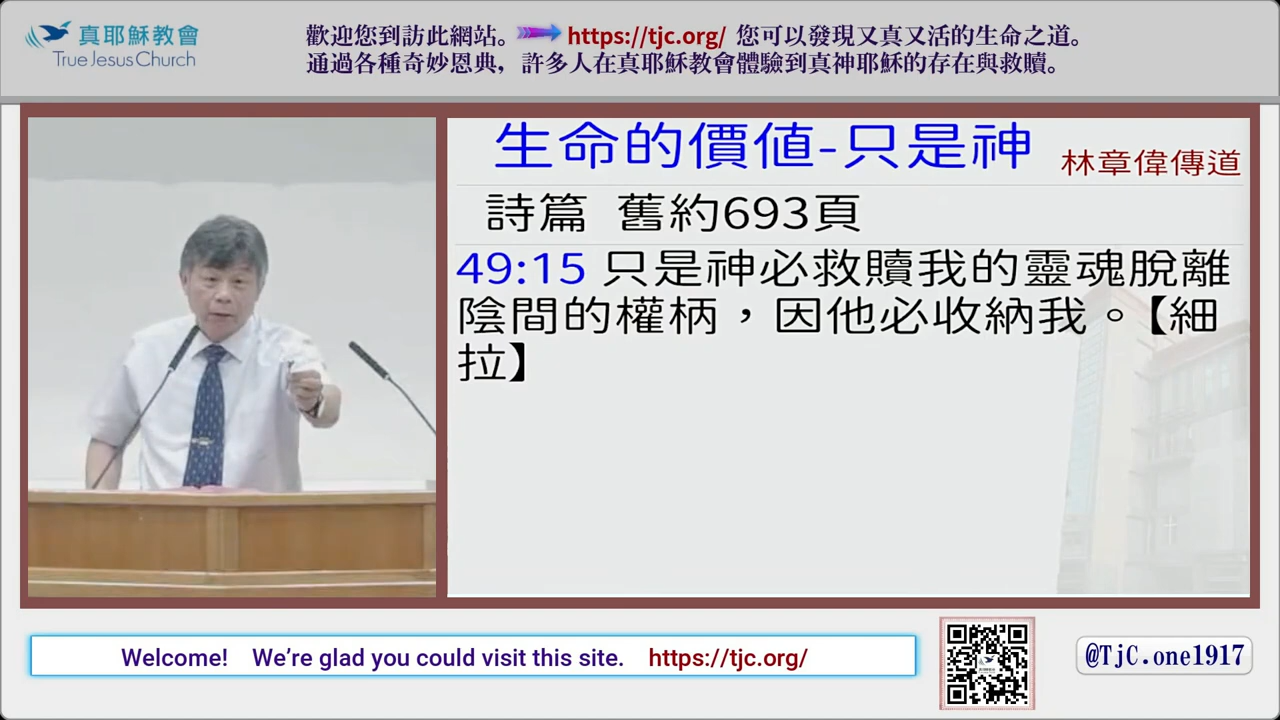 真耶穌教會
True Jesus Church
歡迎您到訪此網站。 https://tjc.org/ 您可以發現又真又活的生命之道。
通過各種奇妙恩典，許多人在真耶穌教會體驗到真神耶穌的存在與救贖。
生命的價值-只是神
林章偉傳道
詩篇 舊約693頁
49:15 只是神必救贖我的靈魂脫離
陰間的權柄，因他必收納我。【細
拉】
Welcome! We’re glad you could visit this site. https://tjc.org/
@TjC.one1917